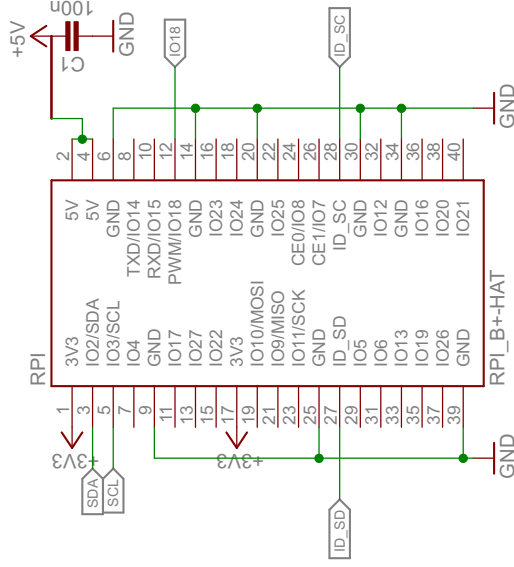 +5V
C1
100n
GND
IO18
ID_SC
GND
2
4
6
8
10
12
14
16
18
20
22
24
26
28
30
32
34
36
38
40
5V
5V
GND
TXD/IO14
RXD/IO15
PWM/IO18
GND
IO23
IO24
GND
IO25
CE0/IO8
CE1/IO7
ID_SC
GND
IO12
GND
IO16
IO20
IO21
RPI
RPI_B+-HAT
3V3
IO2/SDA
IO3/SCL
IO4
GND
IO17
IO27
IO22
3V3
IO10/MOSI
IO9/MISO
IO11/SCK
GND
ID_SD
IO5
IO6
IO13
IO19
IO26
GND
1
3
5
7
9
11
13
15
17
19
21
23
25
27
29
31
33
35
37
39
+3V3
+3V3
SDA
SCL
ID_SD
GND